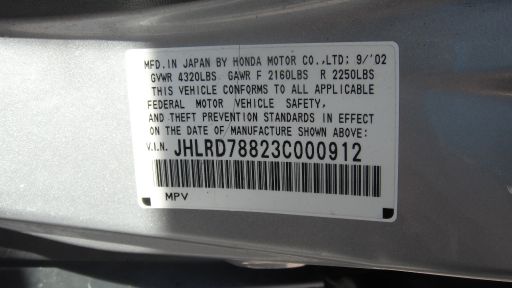 MFD.IN JAPAN BY HONDA MOTOR CO.,LTD; 9/'02
GVWR 4320LBS GAWR F 2160LBS R 2250LBS
THIS VEHICLE CONFORMS TO ALL APPLICABLE
FEDERAL MOTOR VEHICLE SAFETY,
AND THEFT PREVENTION STANDARDS IN EFFECT
ON THE DATE OF MANUFACTURE SHOWN ABOVE:
V.I.N. JHLRD78823C000912
MPV